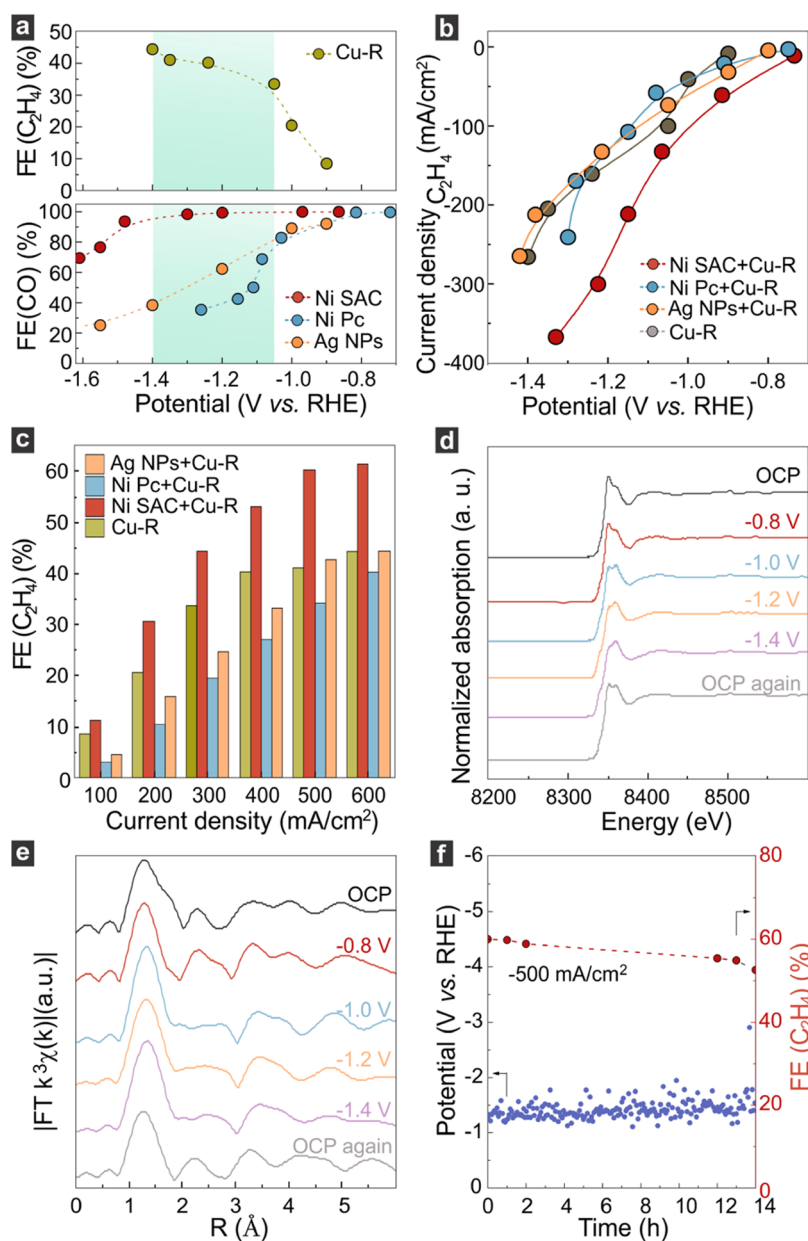 a
50
40
30
20
10
0
FE (C₂H₄) (%)
Cu-R
100
80
60
40
20
0
FE(CO) (%)
Ni SAC
Ni Pc
Ag NPs
-1.6
-1.4
-1.2
-1.0
-0.8
Potential (V vs. RHE)
b
0
-100
-200
-300
-400
Current density C₂H₄ (mA/cm²)
Ni SAC+Cu-R
Ni Pc+Cu-R
Ag NPs+Cu-R
Cu-R
-1.4
-1.2
-1.0
-0.8
Potential (V vs. RHE)
c
60
50
40
30
20
10
0
FE (C₂H₄) (%)
Ag NPs+Cu-R
Ni Pc+Cu-R
Ni SAC+Cu-R
Cu-R
100
200
300
400
500
600
Current density (mA/cm²)
d
Normalized absorption (a. u.)
OCP
-0.8 V
-1.0 V
-1.2 V
-1.4 V
OCP again
8200
8300
8400
8500
Energy (eV)
e
|FT k³χ(k)|(a.u.)|
OCP
-0.8 V
-1.0 V
-1.2 V
-1.4 V
OCP again
0
1
2
3
4
5
R (Å)
f
-6
-5
-4
-3
-2
-1
0
Potential (V vs. RHE)
-500 mA/cm²
80
60
40
20
0
FE (C₂H₄) (%)
0
2
4
6
8
10
12
14
Time (h)